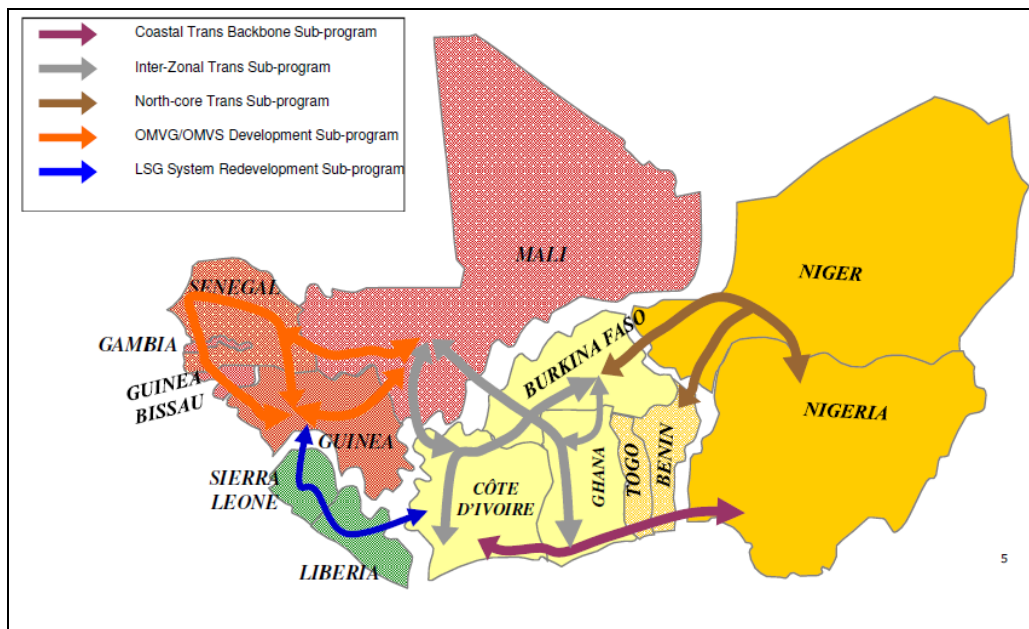 Coastal Trans Backbone Sub-program
Inter-Zonal Trans Sub-program
North-core Trans Sub-program
OMVG/OMVS Development Sub-program
LSG System Redevelopment Sub-program
MALI
NIGER
SENEGAL
GAMBIA
GUINEA
BISSAU
BURKINA FASO
NIGERIA
GUINEA
SIERRA
LEONE
CÔTE
D'IVOIRE
GHANA
TOGO
BENIN
LIBERIA
5